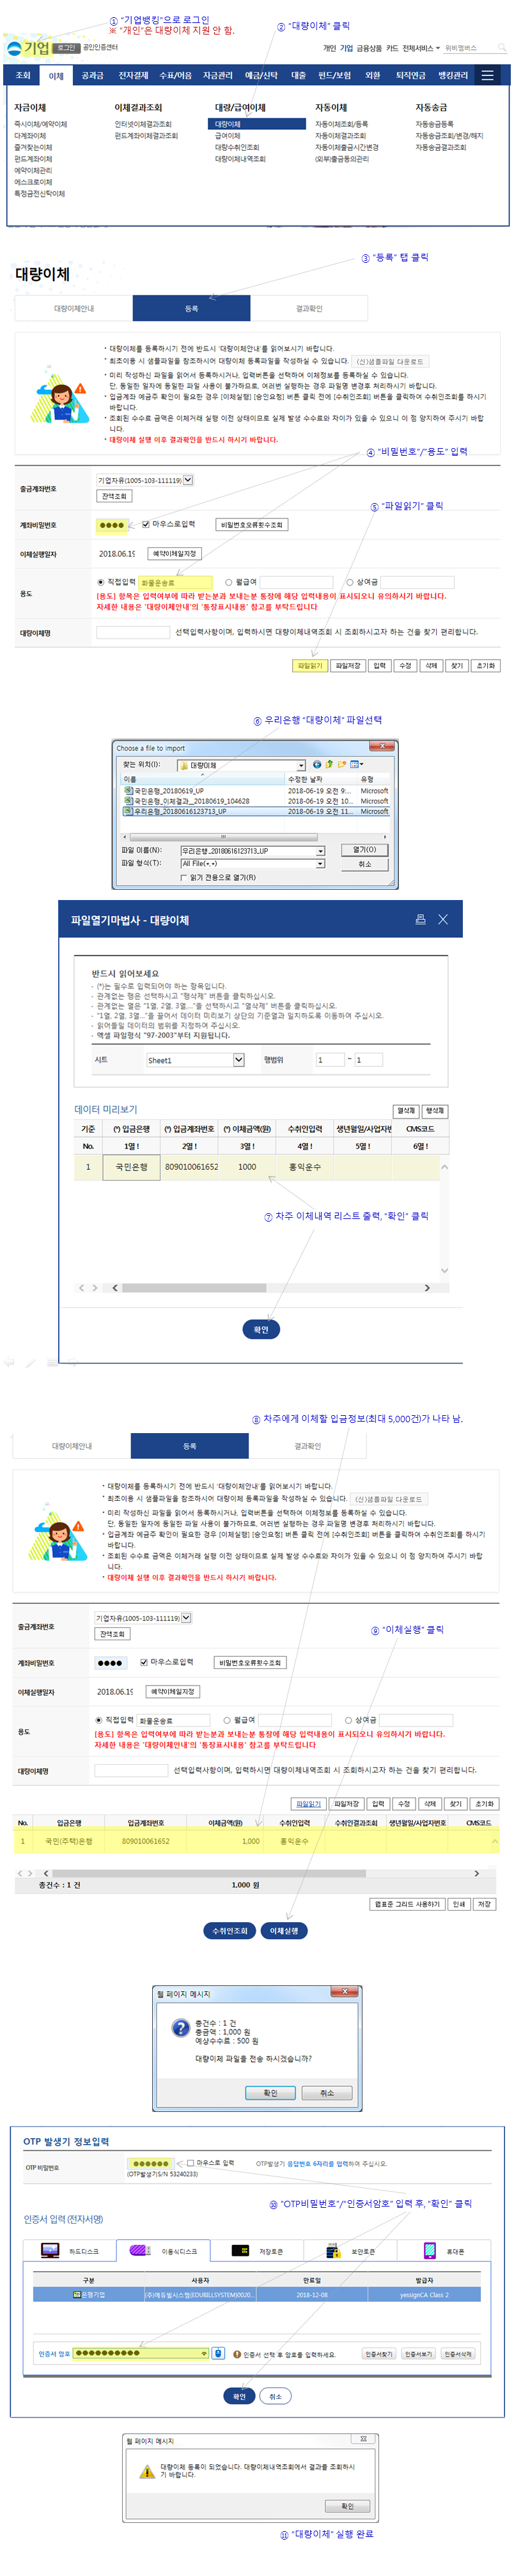 ① "기업뱅킹"으로 로그인
※ "개인"은 대량이체 지원 안 함.
② "대량이체" 클릭
기업 로그인 공인인증센터
개인 기업 금융상품 카드 전체서비스 위비멤버스
조회 이체 공과금 전자결제 수표/어음 자금관리 예금/신탁 대출 펀드/보험 외환 퇴직연금 뱅킹관리
자금이체 이체결과조회 대량/급여이체 자동이체 자동송금
즉시이체/예약이체 인터넷이체결과조회 대량이체 자동이체조회/등록 자동송금등록
다계좌이체 펀드계좌이체결과조회 급여이체 자동이체결과조회 자동송금조회/변경/해지
즐겨찾는이체 대량수취인조회 자동이체출금시간변경 자동송금결과조회
펀드계좌이체 대량이체내역조회 (외부)출금동의관리
예약이체관리
에스크로이체
특정금전신탁이체
③ "등록" 탭 클릭
대량이체
대량이체안내 등록 결과확인
• 대량이체를 등록하시기 전에 반드시 '대량이체안내'를 읽어보시기 바랍니다.
• 최초이용 시 샘플파일을 참조하시어 대량이체 등록파일을 작성하실 수 있습니다. (신)샘플파일 다운로드
• 미리 작성하신 파일을 읽어서 등록하시거나, 입력버튼을 선택하여 이체정보를 등록하실 수 있습니다.
단, 동일한 일자에 동일한 파일 사용이 불가하므로, 여러번 실행하는 경우 파일명 변경후 처리하시기 바랍니다.
• 입금계좌 예금주 확인이 필요한 경우 [이체실행] [승인요청] 버튼 클릭 전에 [수취인조회] 버튼을 클릭하여 수취인조회를 하시기
바랍니다.
• 조회된 수수료 금액은 이체거래 실행 이전 상태이므로 실제 발생 수수료와 차이가 있을 수 있으니 이 점 양지하여 주시기 바랍
니다.
• 대량이체 실행 이후 결과확인을 반드시 하시기 바랍니다.
④ "비밀번호"/"용도" 입력
출금계좌번호 기업자유(1005-103-111119)
잔액조회
⑤ "파일읽기" 클릭
계좌비밀번호 ●●●● 마우스로입력 비밀번호오류횟수조회
이체실행일자 2018.06.19 예약이체일지정
용도 직접입력 화물운송료 월급여 상여금
[용도] 항목은 입력여부에 따라 받는분과 보내는분 통장에 해당 입력내용이 표시되오니 유의하시기 바랍니다.
자세한 내용은 '대량이체안내'의 '통장표시내용' 참고를 부탁드립니다
대량이체명 선택입력사항이며, 입력하시면 대량이체내역조회 시 조회하시고자 하는 건을 찾기 편리합니다.
파일읽기 파일저장 입력 수정 삭제 찾기 초기화
⑥ 우리은행 "대량이체" 파일선택
Choose a file to import
찾는 위치(I): 대량이체
이름 수정한 날짜 유형
국민은행_20180619_UP 2018-06-19 오전 9:... Microsoft
국민은행_이체결과__20180619_104628 2018-06-19 오전 10... Microsoft
우리은행_20180616123713_UP 2018-06-19 오전 11... Microsoft
파일 이름(N): 우리은행_20180616123713_UP 열기(O)
파일 형식(T): All File(*.*) 취소
읽기 전용으로 열기(R)
파일열기마법사 - 대량이체
반드시 읽어보세요
- (*)는 필수로 입력되어야 하는 항목입니다.
- 관계없는 행은 선택하시고 "행삭제" 버튼을 클릭하십시오.
- 관계없는 열은 "1열, 2열, 3열,..."을 선택하시고 "열삭제" 버튼을 클릭하십시오.
- "1열, 2열, 3열..."을 끌어서 데이터 미리보기 상단의 기준열과 일치하도록 이동하여 주십시오.
- 읽어들일 데이터의 범위를 지정하여 주십시오.
- 액셀 파일형식 "97-2003"부터 지원됩니다.
시트 Sheet1 행범위 1 ~ 1
데이터 미리보기 열삭제 행삭제
기준 (*) 입금은행 (*) 입금계좌번호 (*) 이체금액(원) 수취인입력 생년월일/사업자번 CMS코드
No. 1열 ! 2열 ! 3열 ! 4열 ! 5열 ! 6열 !
1 국민은행 809010061652 1000 홍익운수
⑦ 차주 이체내역 리스트 출력, "확인" 클릭
확인
⑧ 차주에게 이체할 입금정보(최대 5,000건)가 나타 남.
대량이체안내 등록 결과확인
• 대량이체를 등록하시기 전에 반드시 '대량이체안내'를 읽어보시기 바랍니다.
• 최초이용 시 샘플파일을 참조하시어 대량이체 등록파일을 작성하실 수 있습니다. (신)샘플파일 다운로드
• 미리 작성하신 파일을 읽어서 등록하시거나, 입력버튼을 선택하여 이체정보를 등록하실 수 있습니다.
단, 동일한 일자에 동일한 파일 사용이 불가하므로, 여러번 실행하는 경우 파일명 변경후 처리하시기 바랍니다.
• 입금계좌 예금주 확인이 필요한 경우 [이체실행] [승인요청] 버튼 클릭 전에 [수취인조회] 버튼을 클릭하여 수취인조회를 하시기
바랍니다.
• 조회된 수수료 금액은 이체거래 실행 이전 상태이므로 실제 발생 수수료와 차이가 있을 수 있으니 이 점 양지하여 주시기 바랍
니다.
• 대량이체 실행 이후 결과확인을 반드시 하시기 바랍니다.
출금계좌번호 기업자유(1005-103-111119)
잔액조회
⑨ "이체실행" 클릭
계좌비밀번호 ●●●● 마우스로입력 비밀번호오류횟수조회
이체실행일자 2018.06.19 예약이체일지정
용도 직접입력 화물운송료 월급여 상여금
[용도] 항목은 입력여부에 따라 받는분과 보내는분 통장에 해당 입력내용이 표시되오니 유의하시기 바랍니다.
자세한 내용은 '대량이체안내'의 '통장표시내용' 참고를 부탁드립니다
대량이체명 선택입력사항이며, 입력하시면 대량이체내역조회 시 조회하시고자 하는 건을 찾기 편리합니다.
파일읽기 파일저장 입력 수정 삭제 찾기 초기화
No. 입금은행 입금계좌번호 이체금액(원) 수취인입력 수취인결과조회 생년월일/사업자번호 CMS코드
1 국민(주택)은행 809010061652 1,000 홍익운수
총건수 : 1 건 1,000 원
웹표준 그리드 사용하기 인쇄 저장
수취인조회 이체실행
웹 페이지 메시지
총건수 : 1 건
총금액 : 1,000 원
예상수수료 : 500 원
대량이체 파일을 전송 하시겠습니까?
확인 취소
OTP 발생기 정보입력
OTP 비밀번호 ●●●●●● 마우스로 입력 OTP발생기 응답번호 6자리를 입력하여 주십시오.
(OTP발생기S/N 53240233)
⑩ "OTP비밀번호"/"인증서암호" 입력 후, "확인" 클릭
인증서 입력 (전자서명)
하드디스크 이동식디스크 저장토큰 보안토큰 휴대폰
구분 사용자 만료일 발급자
은행기업 (주)에듀빌시스템(EDUBILLSYSTEM)0020... 2018-12-08 yessignCA Class 2
인증서 암호 ●●●●●●●●●● 인증서 선택 후 암호를 입력하세요. 인증서찾기 인증서보기 인증서삭제
확인 취소
웹 페이지 메시지
대량이체 등록이 되었습니다. 대량이체내역조회에서 결과를 조회하시
기 바랍니다.
확인
⑪ "대량이체" 실행 완료